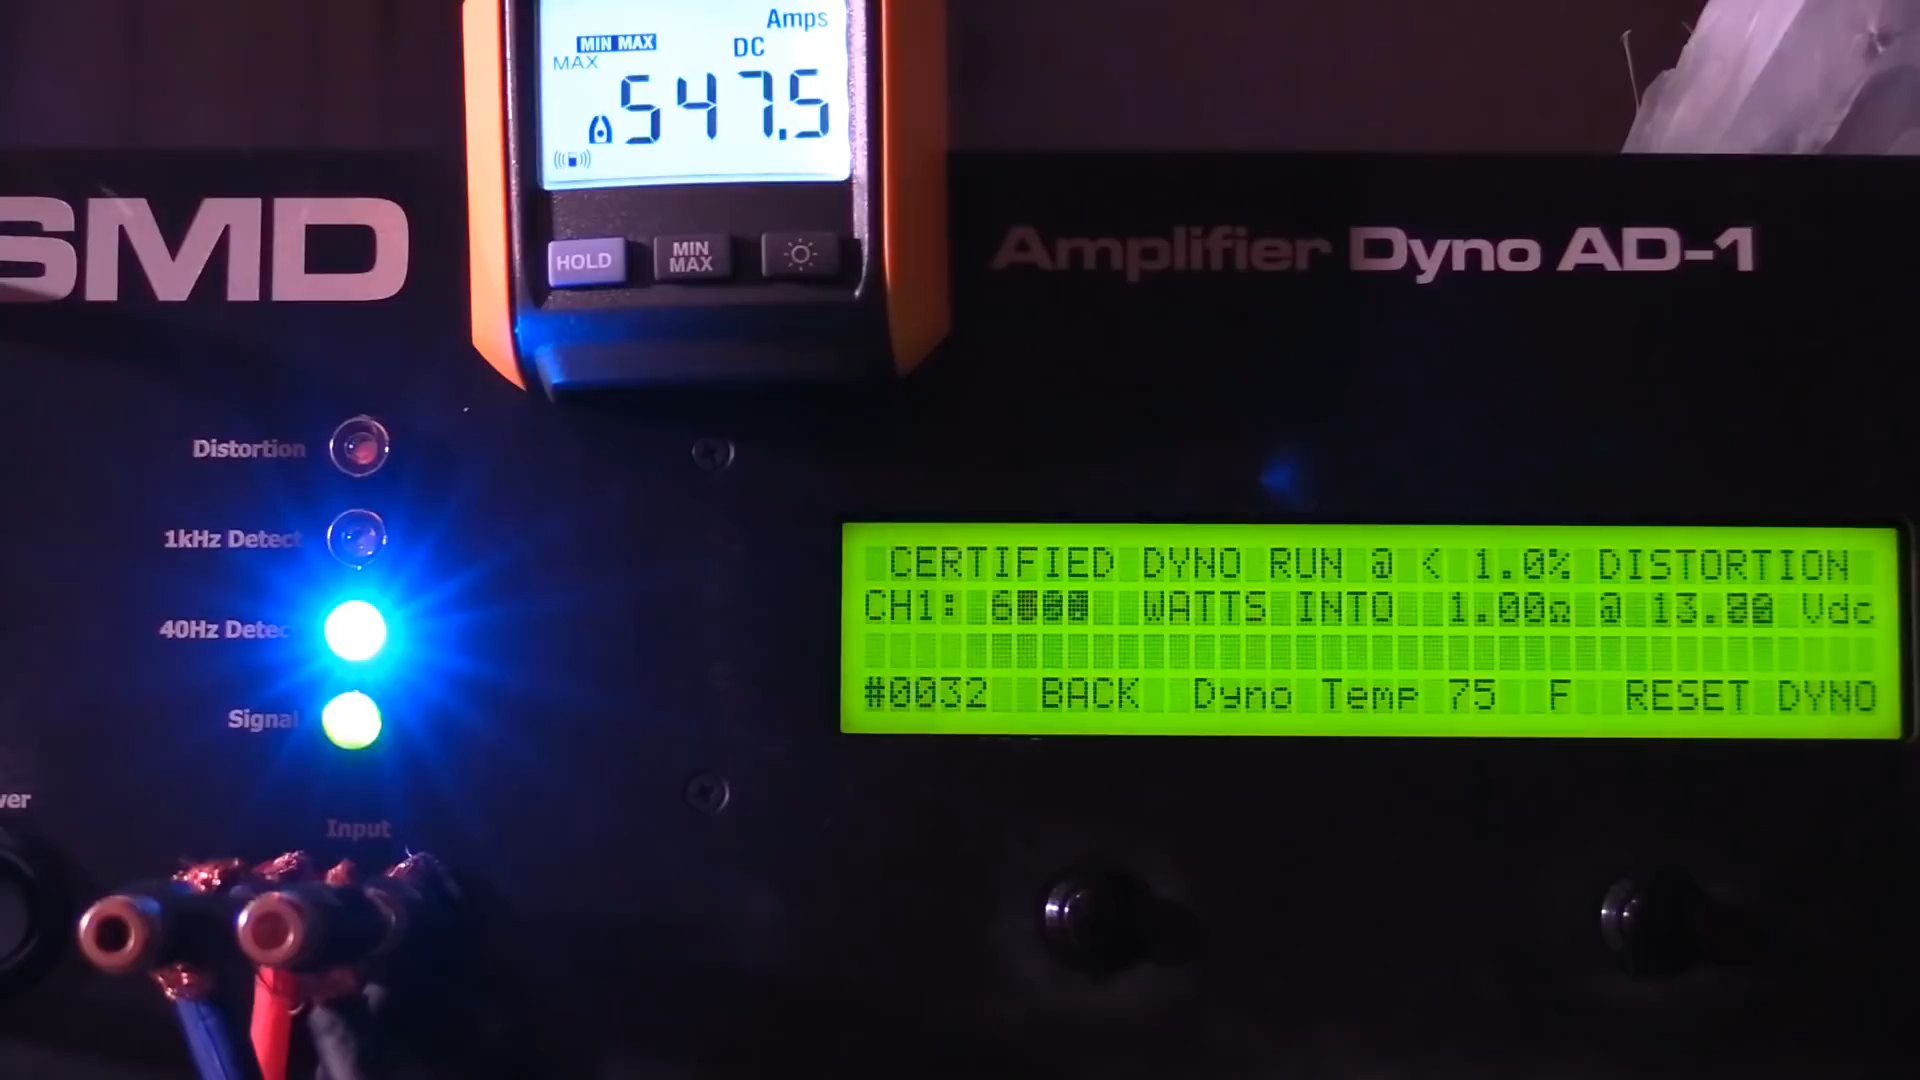 Amps
MIN MAX
DC
MAX
547.5
HOLD
MIN
MAX
SMD
Amplifier Dyno AD-1
Distortion
1kHz Detect
40Hz Detec
Signal
Input
wer
CERTIFIED DYNO RUN @ < 1.0% DISTORTION
CH1: WATTS INTO 1.00Ω @ 13.00 Vdc
#0032 BACK Dyno Temp 75 F RESET DYNO